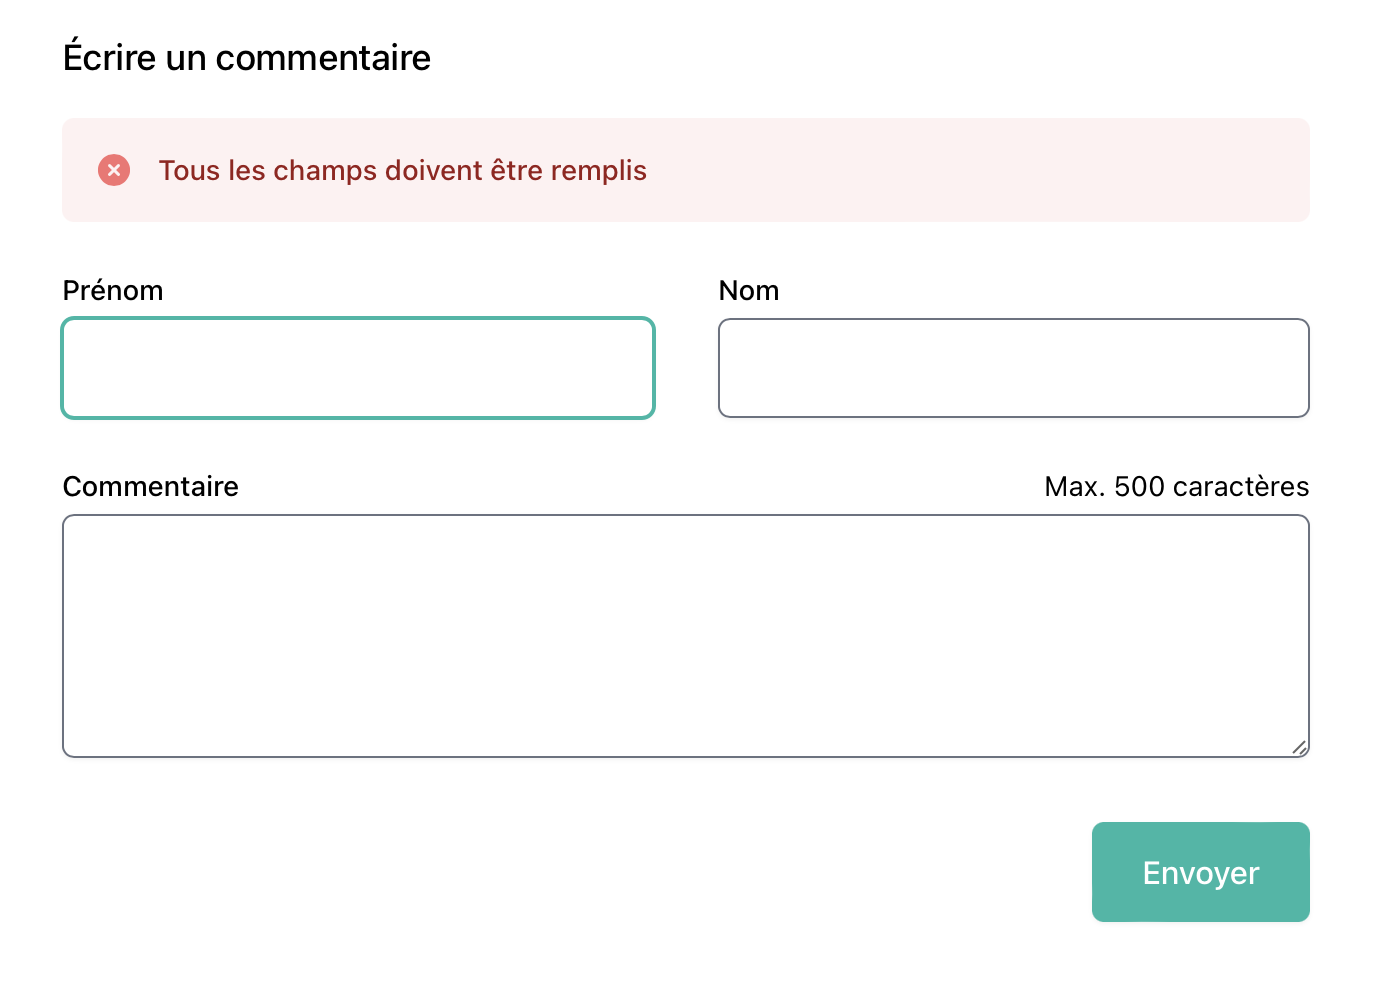 Écrire un commentaire
Tous les champs doivent être remplis
Prénom
Nom
Commentaire
Max. 500 caractères
Envoyer